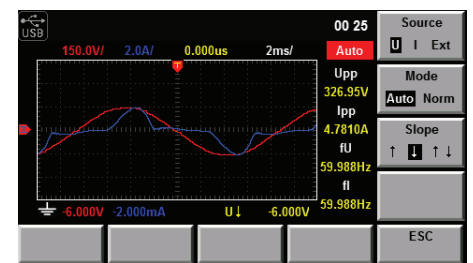 USB
00 25
150.0V/ 2.0A/ 0.000us 2ms/ Auto
T
Upp
326.95V
Ipp
4.7810A
fU
59.988Hz
fI
59.988Hz
-6.000V -2.000mA U↓ -6.000V
Source
U I Ext
Mode
Auto Norm
Slope
↑ ↓ ↑↓
ESC